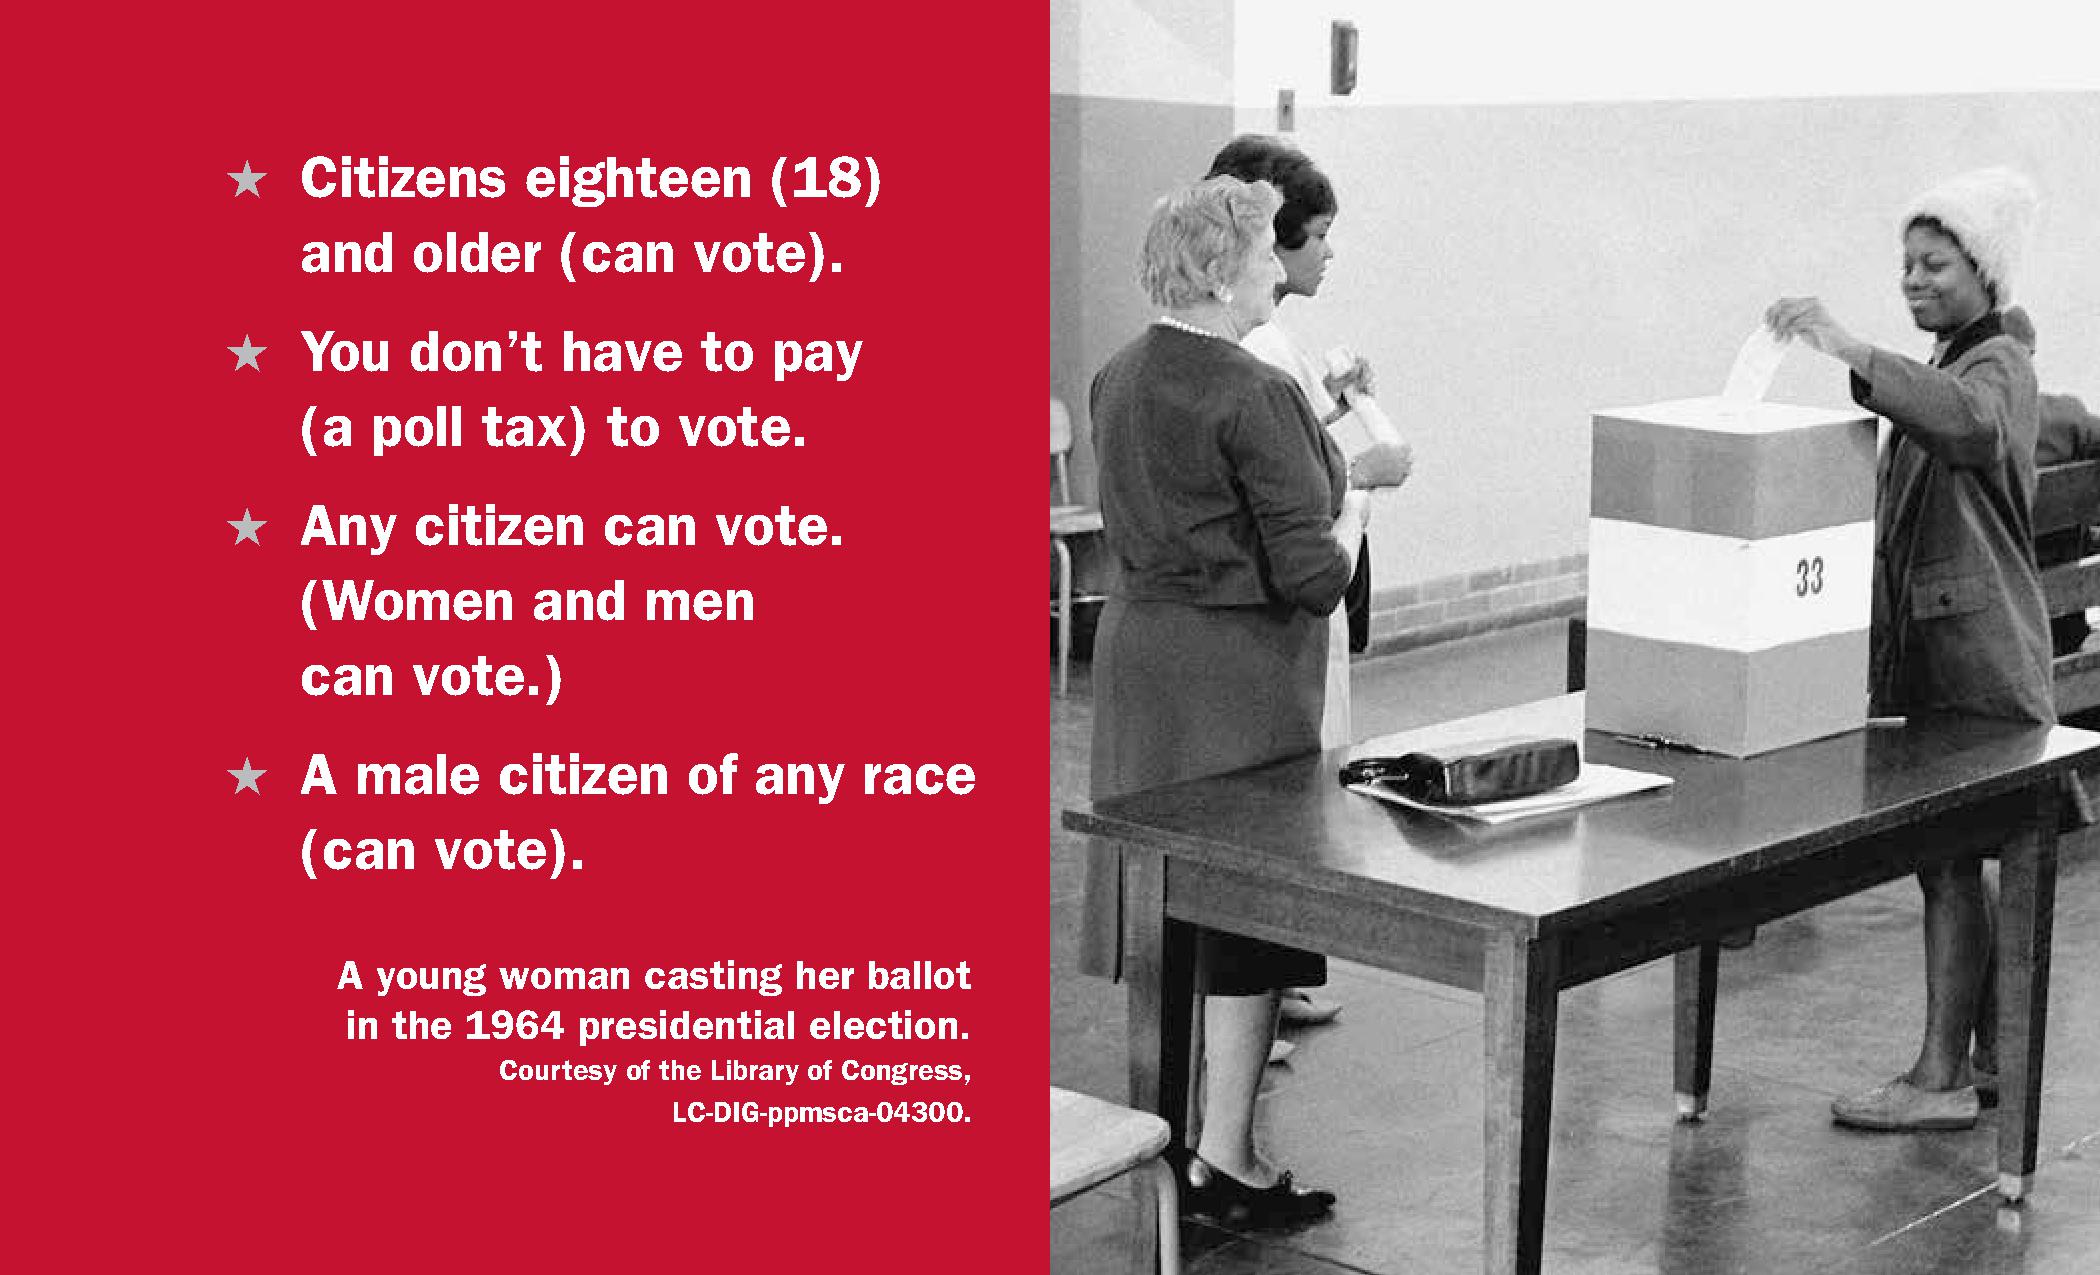 ★ Citizens eighteen (18)
and older (can vote).
★ You don’t have to pay
(a poll tax) to vote.
★ Any citizen can vote.
(Women and men
can vote.)
★ A male citizen of any race
(can vote).
A young woman casting her ballot
in the 1964 presidential election.
Courtesy of the Library of Congress,
LC-DIG-ppmsca-04300.
33